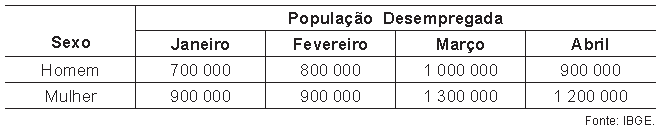 População Desempregada
Sexo Janeiro Fevereiro Março Abril
Homem 700 000 800 000 1 000 000 900 000
Mulher 900 000 900 000 1 300 000 1 200 000
Fonte: IBGE.